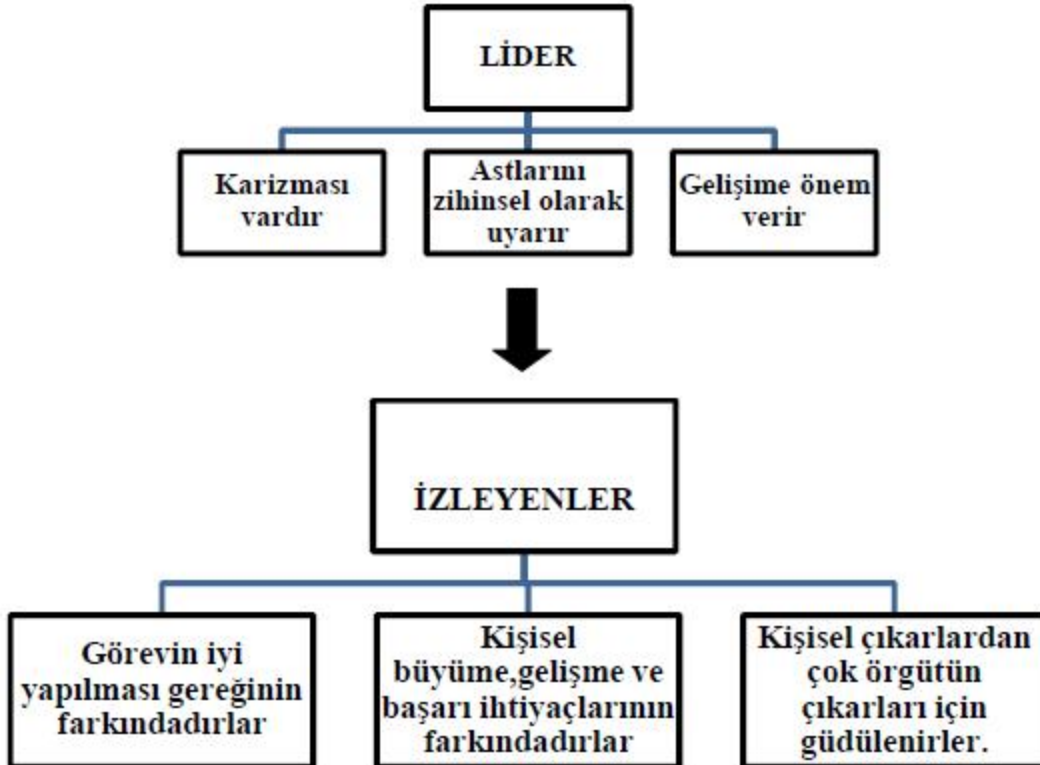 LİDER
Karizması
vardır
Astlarını
zihinsel olarak
uyarır
Gelişime önem
verir
İZLEYENLER
Görevin iyi
yapılması gereğinin
farkındadırlar
Kişisel
büyüme,gelişme ve
başarı ihtiyaçlarının
farkındadırlar
Kişisel çıkarlardan
çok örgütün
çıkarları için
güdülenirler.